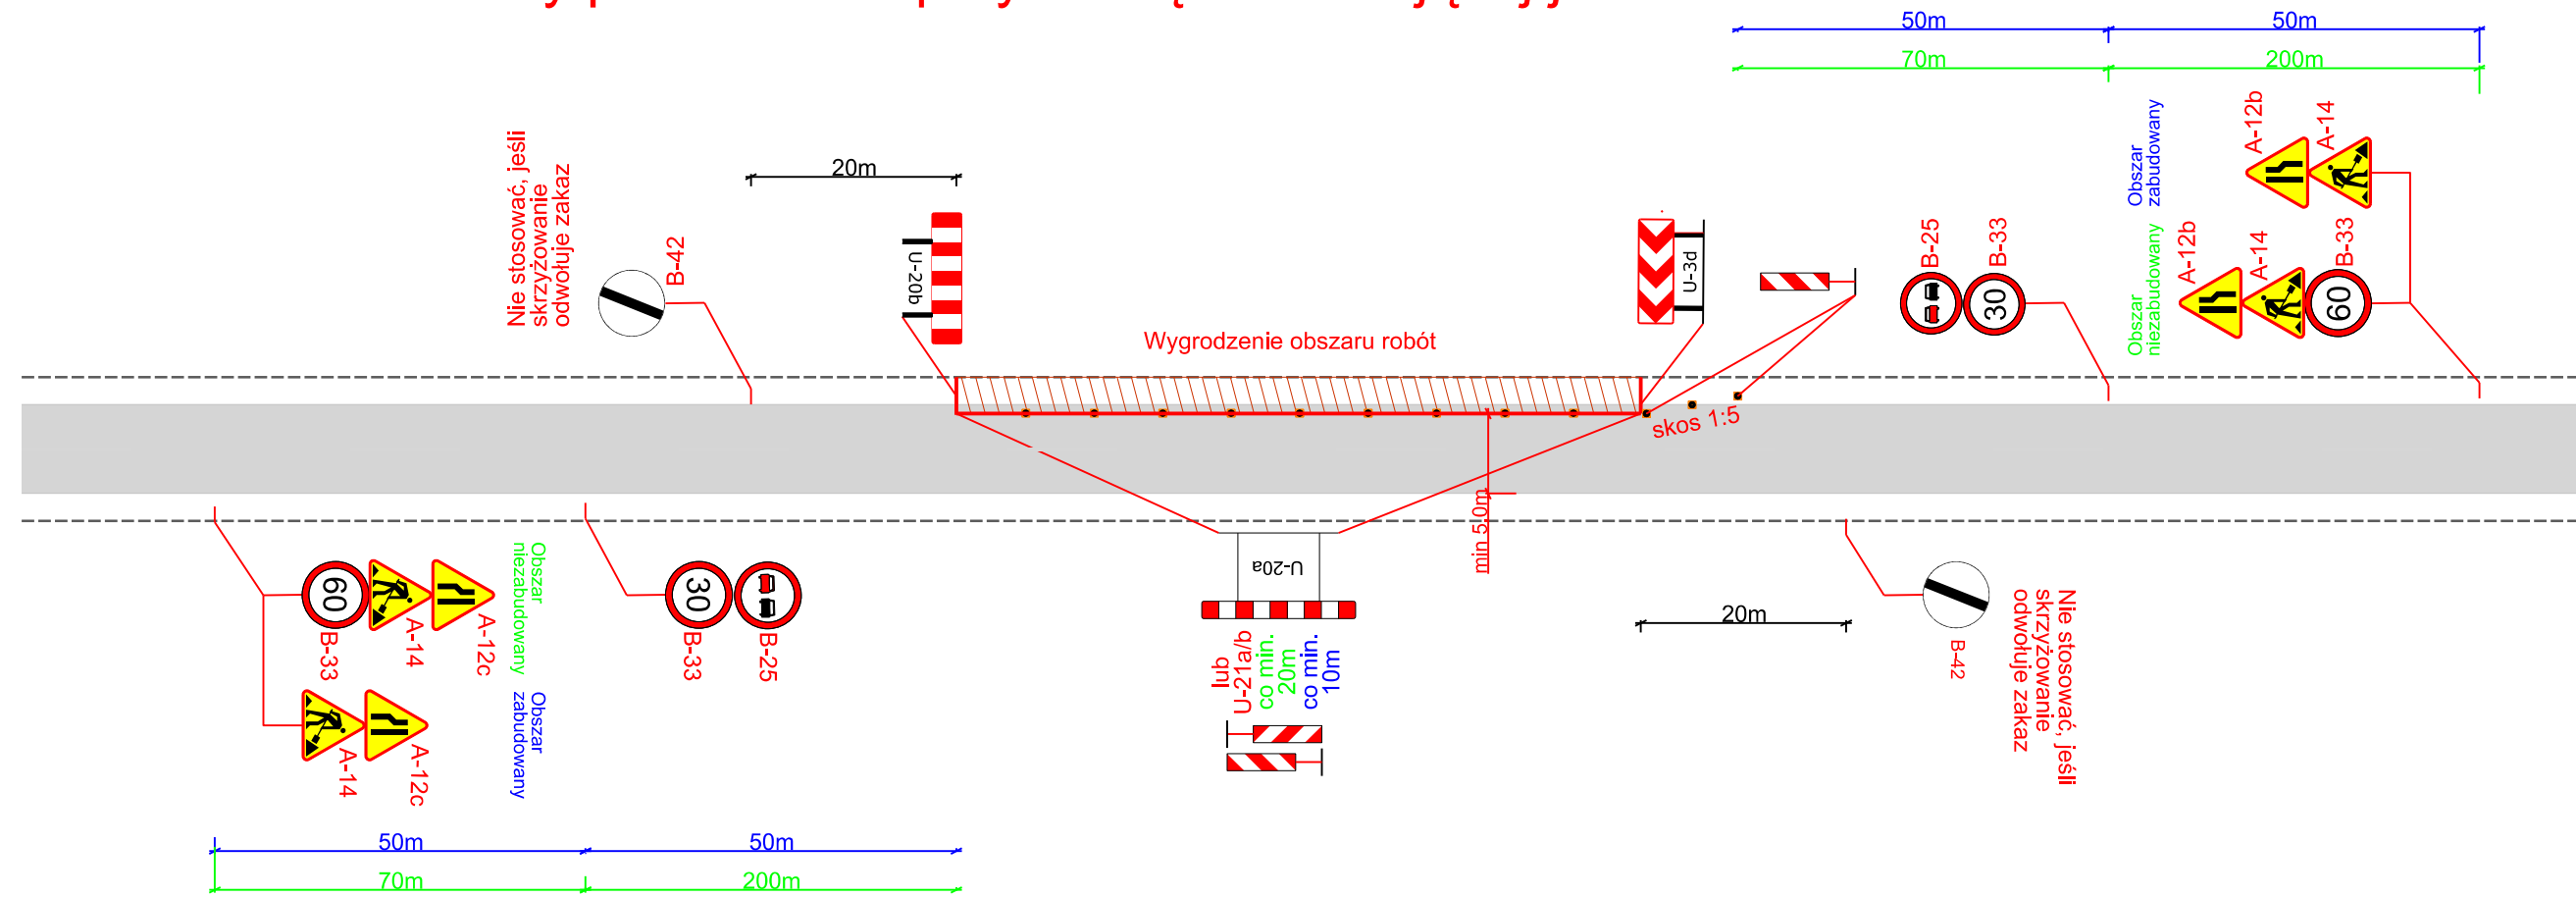 50m
50m
70m
200m
Nie stosować, jeśli
skrzyżowanie
odwołuje zakaz
B-42
20m
U-20b
Wygrodzenie obszaru robót
U-3d
skos 1:5
B-25
B-33
30
Obszar
zabudowany
A-12b
A-14
Obszar
niezabudowany
A-12b
A-14
B-33
60
min 5.0m
60
B-33
A-14
A-12c
Obszar
niezabudowany
30
B-33
B-25
A-14
A-12c
Obszar
zabudowany
U-20a
lub
U-21a/b
co min.
20m
co min.
10m
20m
B-42
Nie stosować, jeśli
skrzyżowanie
odwołuje zakaz
50m
50m
70m
200m